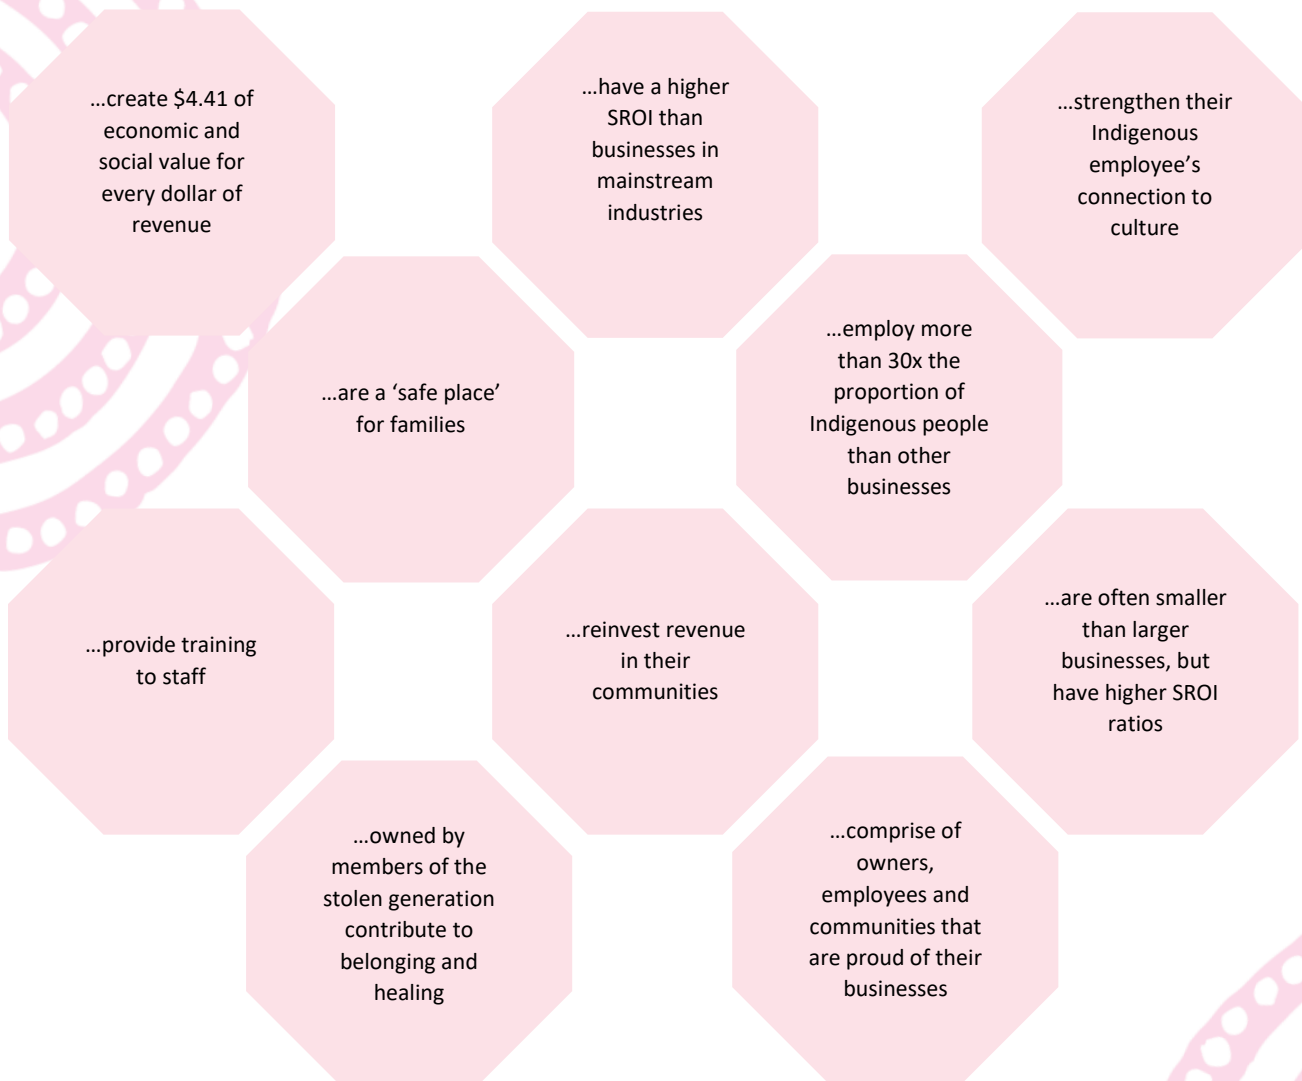 ...create $4.41 of
economic and
social value for
every dollar of
revenue
...have a higher
SROI than
businesses in
mainstream
industries
...strengthen their
Indigenous
employee’s
connection to
culture
...are a ‘safe place’
for families
...employ more
than 30x the
proportion of
Indigenous people
than other
businesses
...provide training
to staff
...reinvest revenue
in their
communities
...are often smaller
than larger
businesses, but
have higher SROI
ratios
...owned by
members of the
stolen generation
contribute to
belonging and
healing
...comprise of
owners,
employees and
communities that
are proud of their
businesses